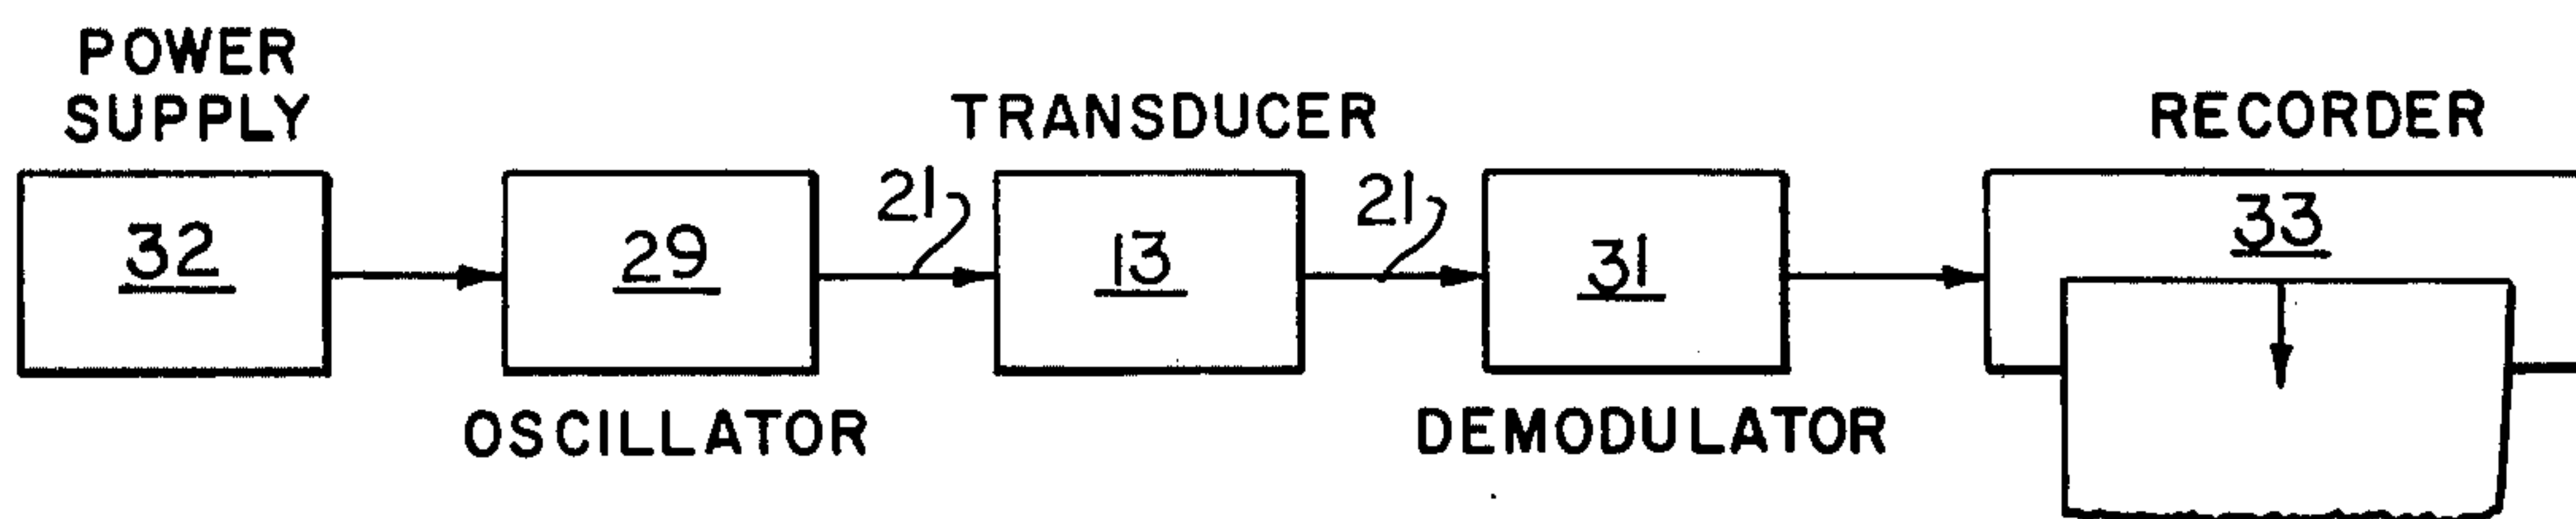 POWER
SUPPLY
TRANSDUCER
RECORDER
32
29
21
13
21
31
33
OSCILLATOR
DEMODULATOR